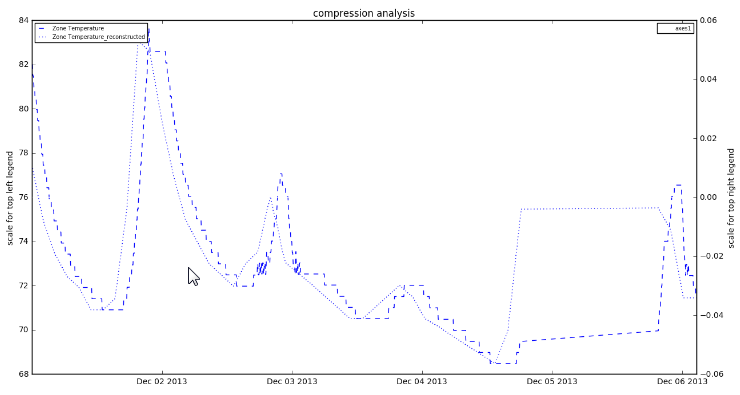 compression analysis
Zone Temperature
Zone Temperature_reconstructed
axes1
84
82
80
78
76
74
72
70
68
scale for top left legend
0.06
0.04
0.02
0.00
−0.02
−0.04
−0.06
scale for top right legend
Dec 02 2013
Dec 03 2013
Dec 04 2013
Dec 05 2013
Dec 06 2013